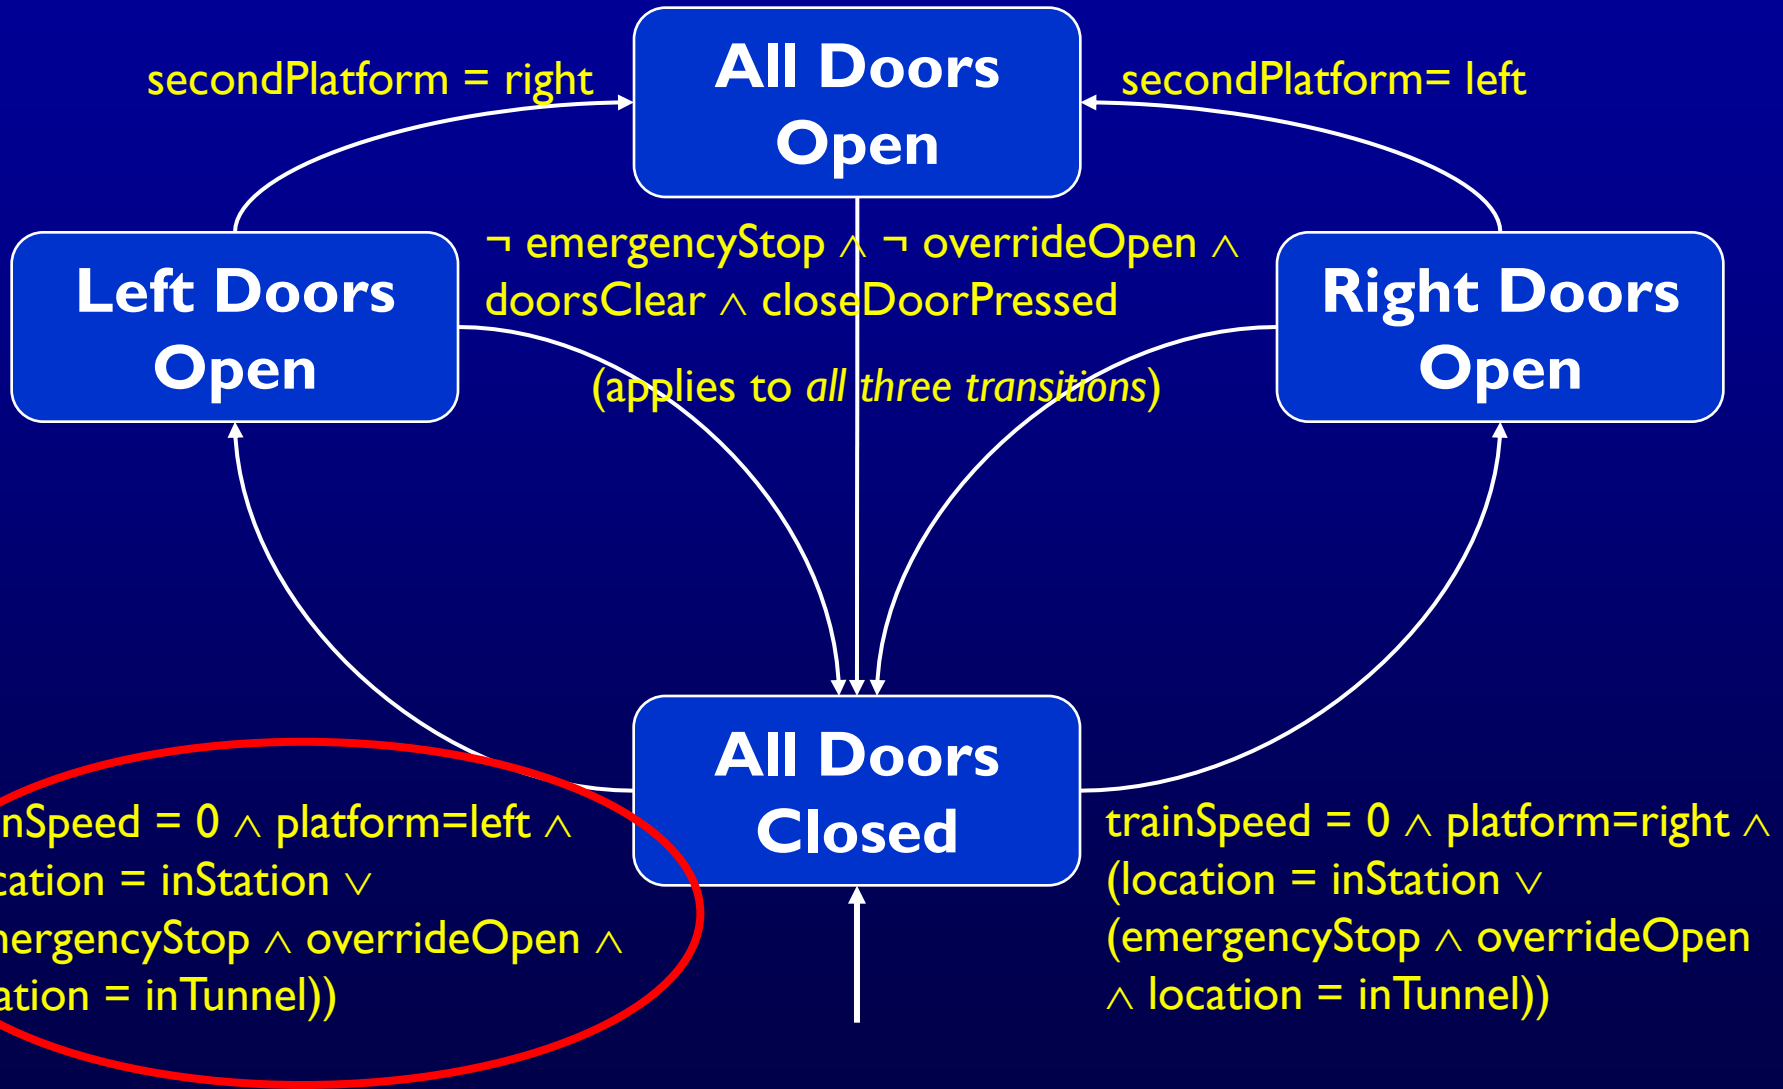 secondPlatform = right
All Doors
Open
secondPlatform= left
¬ emergencyStop ∧ ¬ overrideOpen ∧
doorsClear ∧ closeDoorPressed
(applies to all three transitions)
Left Doors
Open
Right Doors
Open
All Doors
Closed
nSpeed = 0 ∧ platform=left ∧
cation = inStation ∨
mergencyStop ∧ overrideOpen ∧
ation = inTunnel))
trainSpeed = 0 ∧ platform=right ∧
(location = inStation ∨
(emergencyStop ∧ overrideOpen
∧ location = inTunnel))